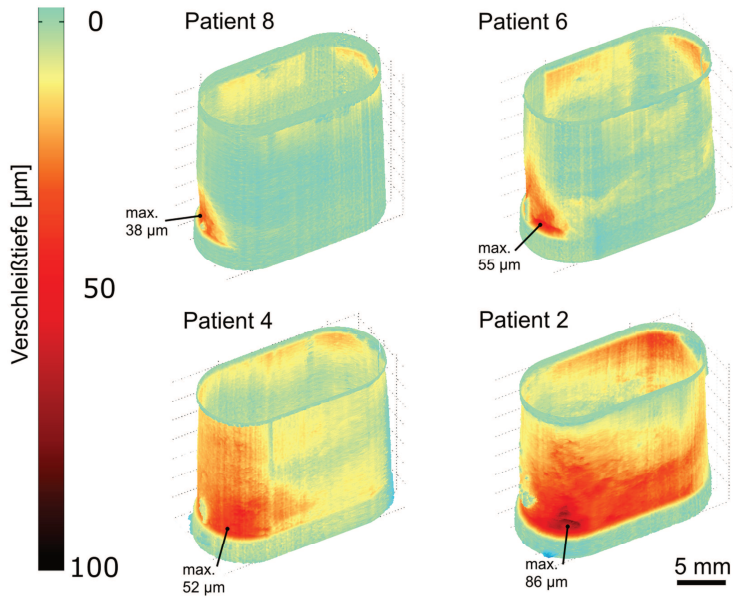 Verschleißtiefe [µm]
0
50
100
Patient 8
max.
38 µm
Patient 6
max.
55 µm
Patient 4
max.
52 µm
Patient 2
max.
86 µm
5 mm